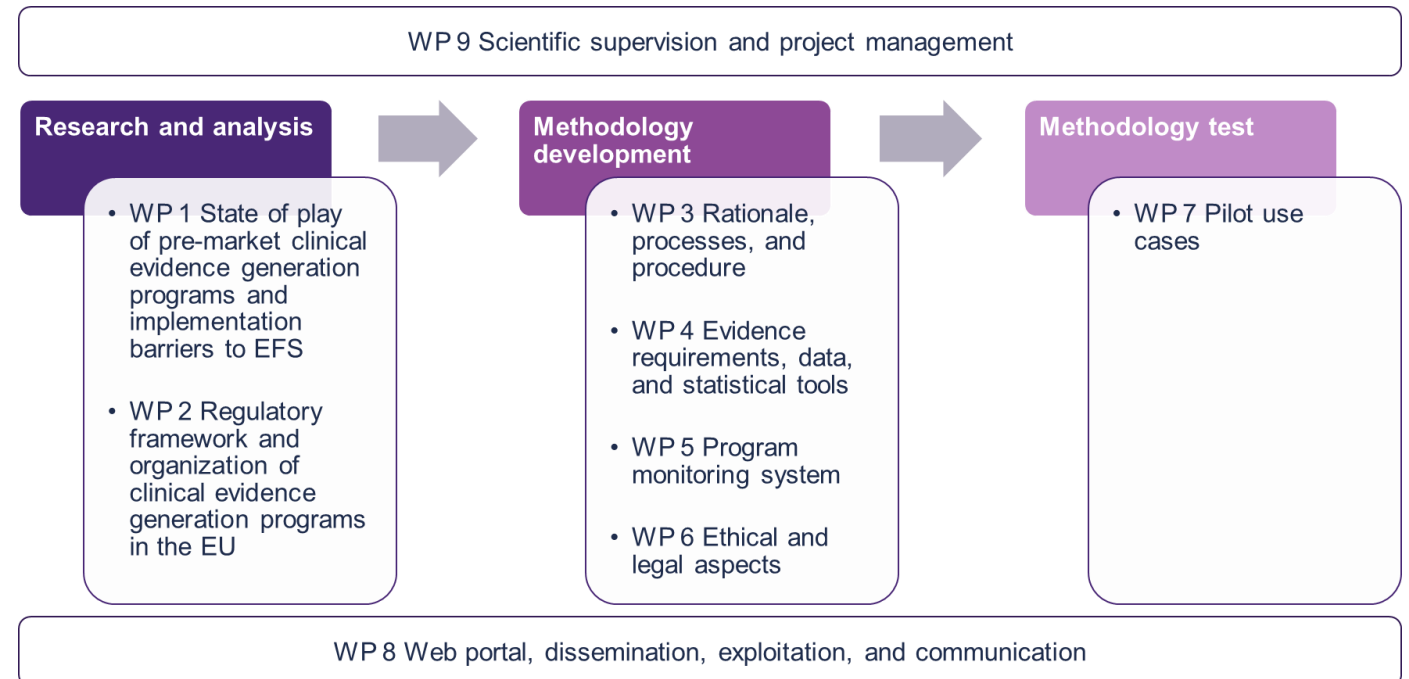 WP 9 Scientific supervision and project management
Research and analysis
• WP 1 State of play
of pre-market clinical
evidence generation
programs and
implementation
barriers to EFS
• WP 2 Regulatory
framework and
organization of
clinical evidence
generation programs
in the EU
Methodology
development
• WP 3 Rationale,
processes, and
procedure
• WP 4 Evidence
requirements, data,
and statistical tools
• WP 5 Program
monitoring system
• WP 6 Ethical and
legal aspects
Methodology test
• WP 7 Pilot use
cases
WP 8 Web portal, dissemination, exploitation, and communication